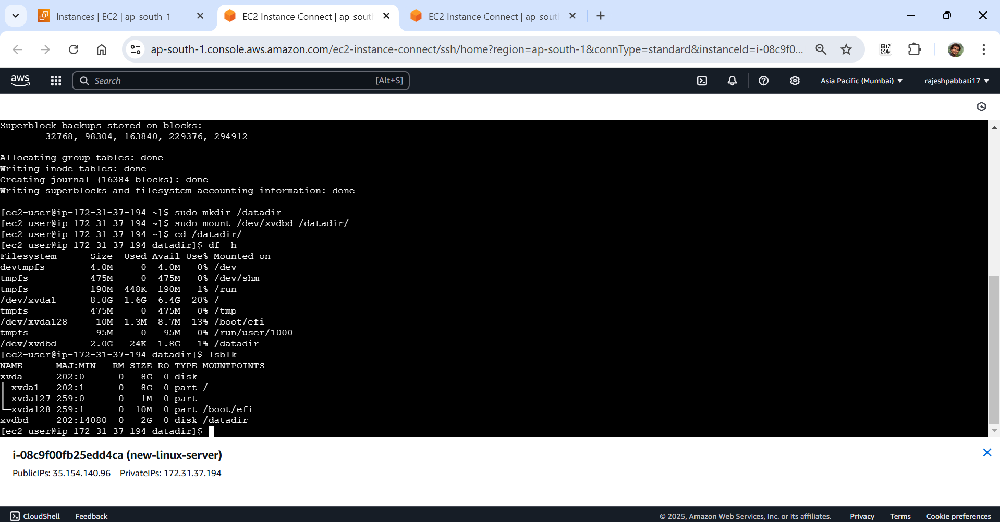 Instances | EC2 | ap-south-1
EC2 Instance Connect | ap-sout
EC2 Instance Connect | ap-sout
ap-south-1.console.aws.amazon.com/ec2-instance-connect/ssh/home?region=ap-south-1&connType=standard&instanceId=i-08c9f0...
aws
Search
[Alt+S]
Asia Pacific (Mumbai)
rajeshpabbati17
Superblock backups stored on blocks:
        32768, 98304, 163840, 229376, 294912
Allocating group tables: done
Writing inode tables: done
Creating journal (16384 blocks): done
Writing superblocks and filesystem accounting information: done
[ec2-user@ip-172-31-37-194 ~]$ sudo mkdir /datadir
[ec2-user@ip-172-31-37-194 ~]$ sudo mount /dev/xvdbd /datadir/
[ec2-user@ip-172-31-37-194 ~]$ cd /datadir/
[ec2-user@ip-172-31-37-194 datadir]$ df -h
Filesystem      Size  Used Avail Use% Mounted on
devtmpfs        4.0M     0  4.0M   0% /dev
tmpfs           475M     0  475M   0% /dev/shm
tmpfs           190M  448K  190M   1% /run
/dev/xvda1      8.0G  1.6G  6.4G  20% /
tmpfs           475M     0  475M   0% /tmp
/dev/xvda128     10M  1.3M  8.7M  13% /boot/efi
tmpfs            95M     0   95M   0% /run/user/1000
/dev/xvdbd      2.0G   24K  1.8G   1% /datadir
[ec2-user@ip-172-31-37-194 datadir]$ lsblk
NAME      MAJ:MIN   RM SIZE RO TYPE MOUNTPOINTS
xvda      202:0      0   8G  0 disk
├─xvda1   202:1      0   8G  0 part /
├─xvda127 259:0      0   1M  0 part
└─xvda128 259:1      0  10M  0 part /boot/efi
xvdbd     202:14080  0   2G  0 disk /datadir
[ec2-user@ip-172-31-37-194 datadir]$
i-08c9f00fb25edd4ca (new-linux-server)
PublicIPs: 35.154.140.96 PrivateIPs: 172.31.37.194
CloudShell
Feedback
© 2025, Amazon Web Services, Inc. or its affiliates.
Privacy
Terms
Cookie preferences